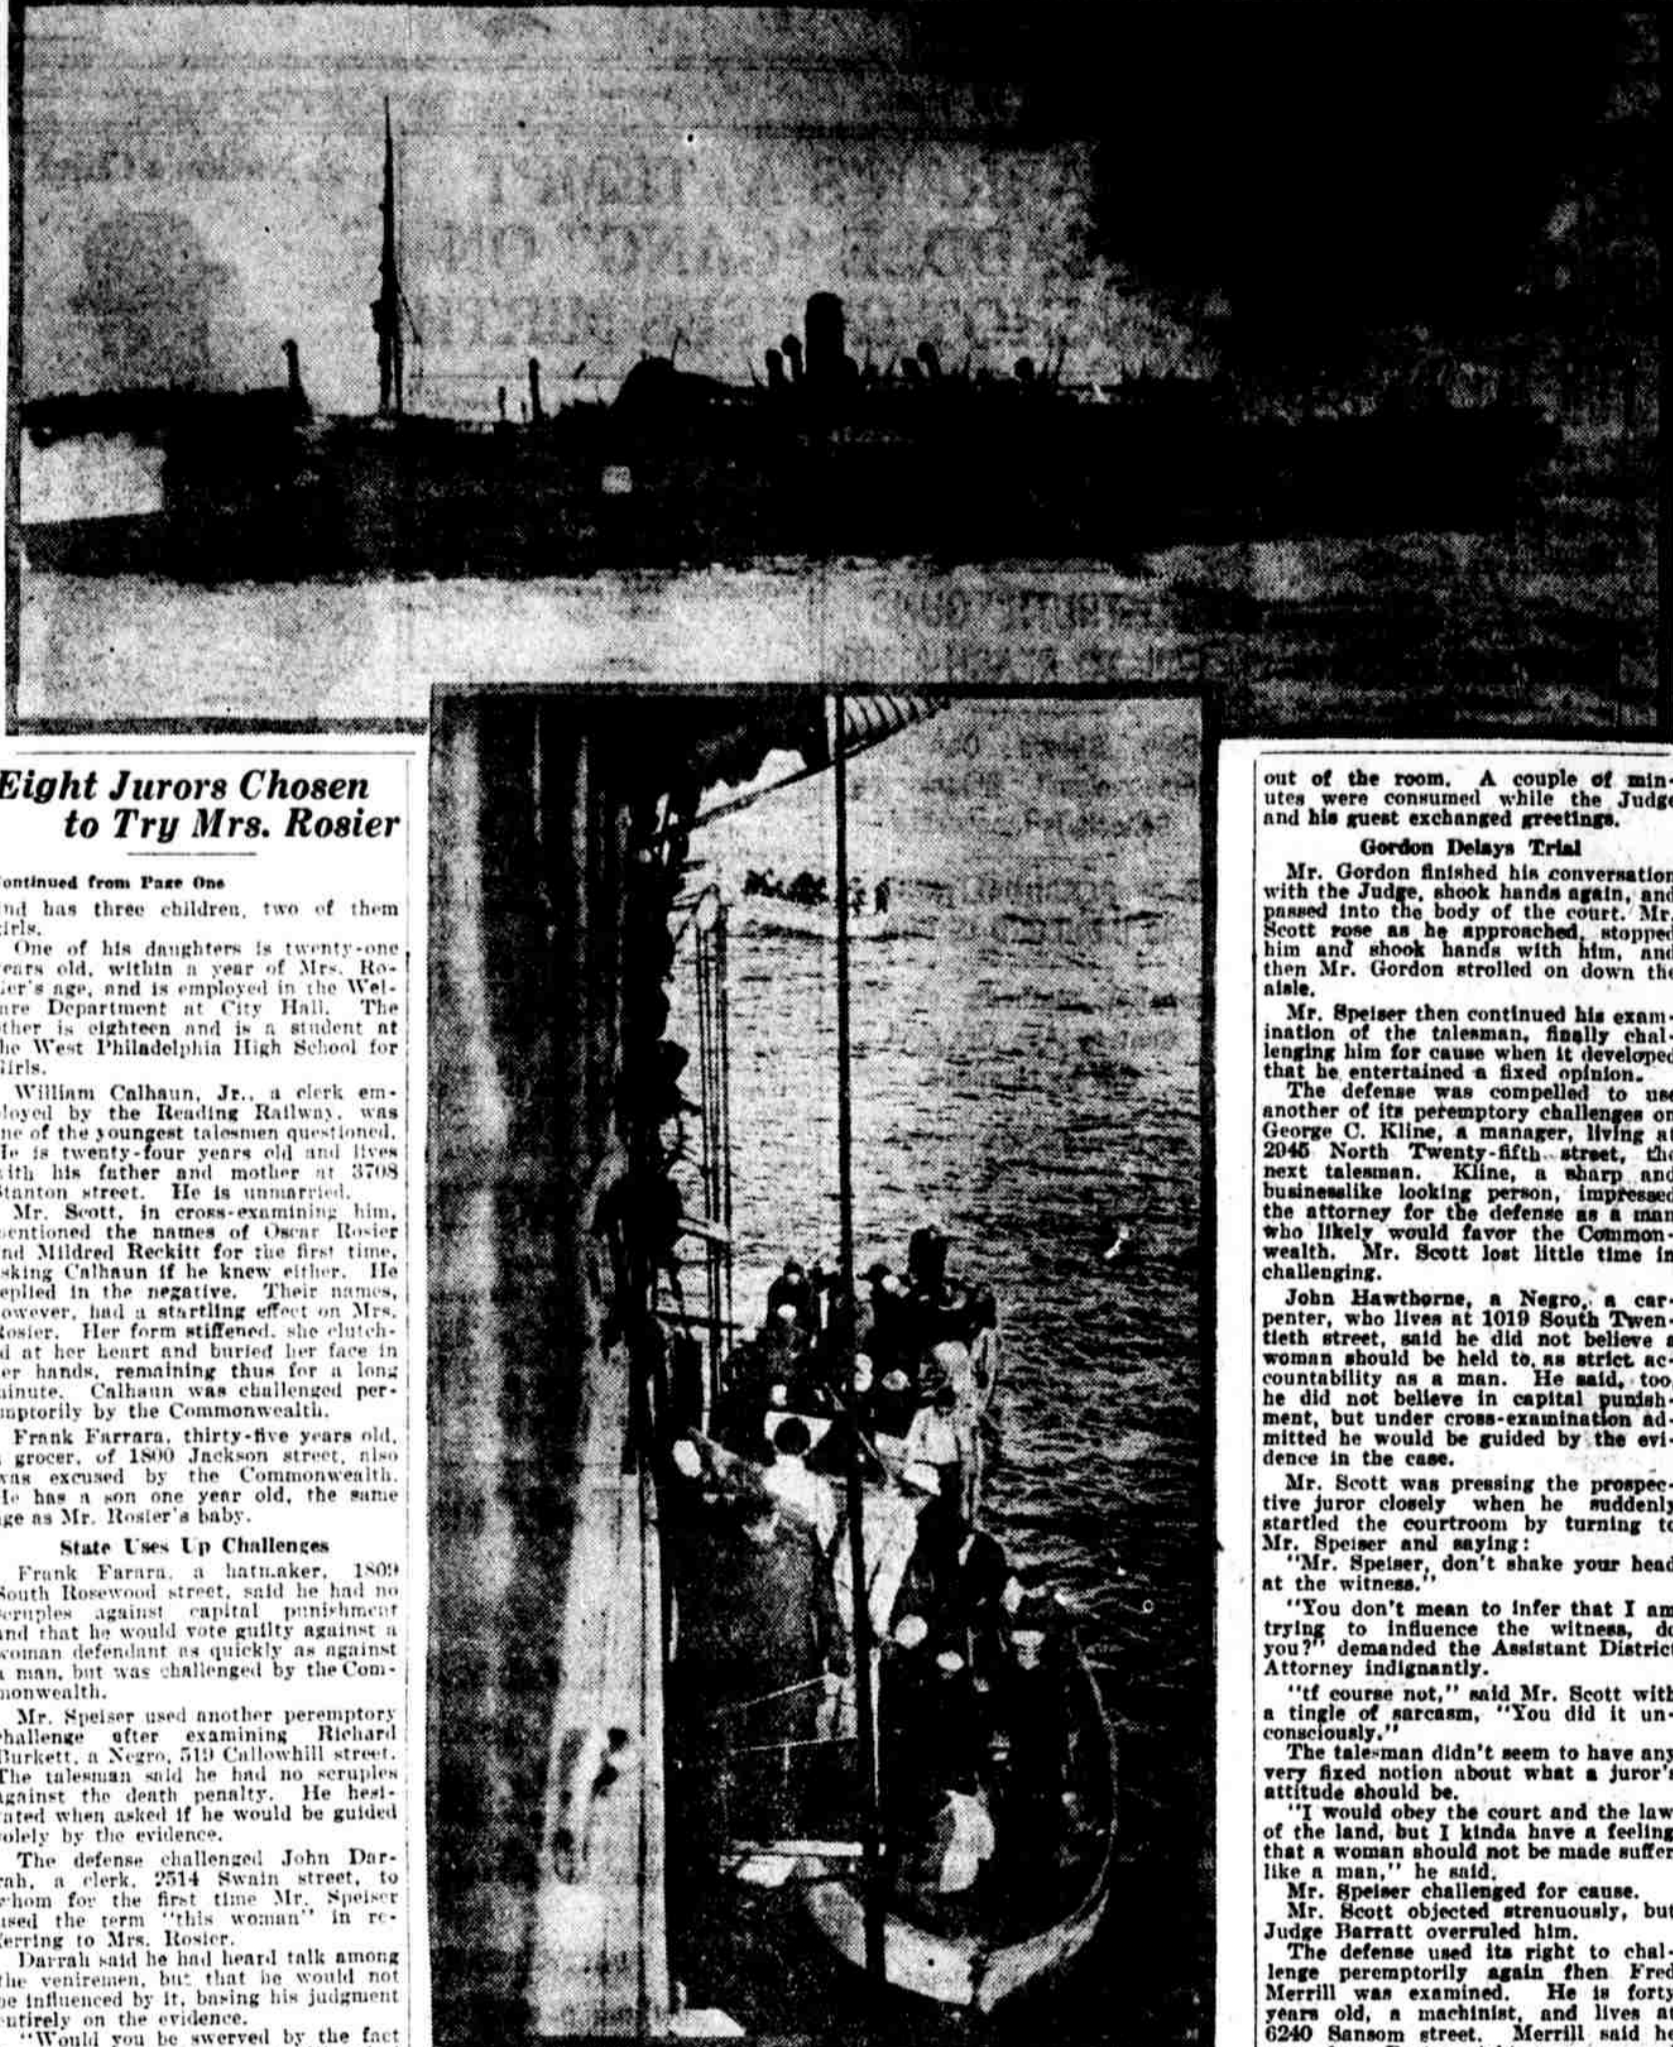 Eight Jurors Chosen
to Try Mrs. Rosier
ontinued from Page One
nd has three children, two of them
irls.
One of his daughters is twenty-one
ears old, within a year of Mrs. Ro-
ier's age, and is employed in the Wel-
are Department at City Hall. The
ther is eighteen and is a student at
he West Philadelphia High School for
irls.
William Calhaun, Jr., a clerk em-
loyed by the Reading Railway, was
ne of the youngest talesmen questioned.
He is twenty-four years old and lives
ith his father and mother at 3708
Stanton street. He is unmarried.
Mr. Scott, in cross-examining him,
entioned the names of Oscar Rosier
nd Mildred Reckitt for the first time,
sking Calhaun if he knew either. He
eplied in the negative. Their names,
owever, had a startling effect on Mrs.
Rosier. Her form stiffened, she clutch-
d at her heart and buried her face in
er hands, remaining thus for a long
minute. Calhaun was challenged per-
mptorily by the Commonwealth.
Frank Farrara, thirty-five years old,
grocer, of 1800 Jackson street, also
was excused by the Commonwealth.
He has a son one year old, the same
ge as Mr. Rosier's baby.
State Uses Up Challenges
Frank Farara, a hatmaker, 1809
South Rosewood street, said he had no
scruples against capital punishment
and that he would vote guilty against a
woman defendant as quickly as against
a man, but was challenged by the Com-
monwealth.
Mr. Speiser used another peremptory
challenge after examining Richard
Burkett, a Negro, 519 Callowhill street.
The talesman said he had no scruples
against the death penalty. He hesi-
tated when asked if he would be guided
solely by the evidence.
The defense challenged John Dar-
rah, a clerk, 2514 Swain street, to
whom for the first time Mr. Speiser
used the term "this woman" in re-
ferring to Mrs. Rosier.
Darrah said he had heard talk among
the veniremen, but that he would not
be influenced by it, basing his judgment
entirely on the evidence.
"Would you be swerved by the fact
out of the room. A couple of min-
utes were consumed while the Judge
and his guest exchanged greetings.
Gordon Delays Trial
Mr. Gordon finished his conversation
with the Judge, shook hands again, and
passed into the body of the court. Mr.
Scott rose as he approached, stopped
him and shook hands with him, and
then Mr. Gordon strolled on down the
aisle.
Mr. Speiser then continued his exam-
ination of the talesman, finally chal-
lenging him for cause when it developed
that he entertained a fixed opinion.
The defense was compelled to use
another of its peremptory challenges on
George C. Kline, a manager, living at
2045 North Twenty-fifth street, the
next talesman. Kline, a sharp and
businesslike looking person, impressed
the attorney for the defense as a man
who likely would favor the Common-
wealth. Mr. Scott lost little time in
challenging.
John Hawthorne, a Negro, a car-
penter, who lives at 1019 South Twen-
tieth street, said he did not believe a
woman should be held to as strict ac-
countability as a man. He said, too,
he did not believe in capital punish-
ment, but under cross-examination ad-
mitted he would be guided by the evi-
dence in the case.
Mr. Scott was pressing the prospec-
tive juror closely when he suddenly
startled the courtroom by turning to
Mr. Speiser and saying:
"Mr. Speiser, don't shake your head
at the witness."
"You don't mean to infer that I am
trying to influence the witness, do
you?" demanded the Assistant District
Attorney indignantly.
"tf course not," said Mr. Scott with
a tingle of sarcasm, "You did it un-
consciously."
The talesman didn't seem to have any
very fixed notion about what a juror's
attitude should be.
"I would obey the court and the law
of the land, but I kinda have a feeling
that a woman should not be made suffer
like a man," he said.
Mr. Speiser challenged for cause.
Mr. Scott objected strenuously, but
Judge Barratt overruled him.
The defense used its right to chal-
lenge peremptorily again fhen Fred
Merrill was examined. He is forty
years old, a machinist, and lives at
6240 Sansom street. Merrill said he